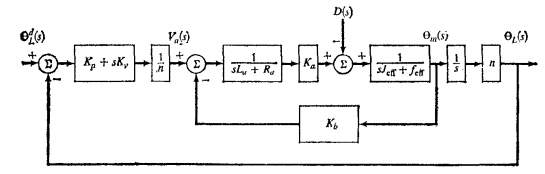 D(s)
Θ_L^d(s) V_a(s) Θ_m(s) Θ_L(s)
+ Σ − K_p + sK_v 1/n + Σ − 1/(sL_a + R_a) K_a + Σ − + 1/(sJ_eff + f_eff) 1/s n
K_b